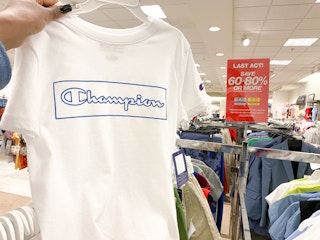 Champion
LAST ACT!
SAVE
60-80%
OR MORE